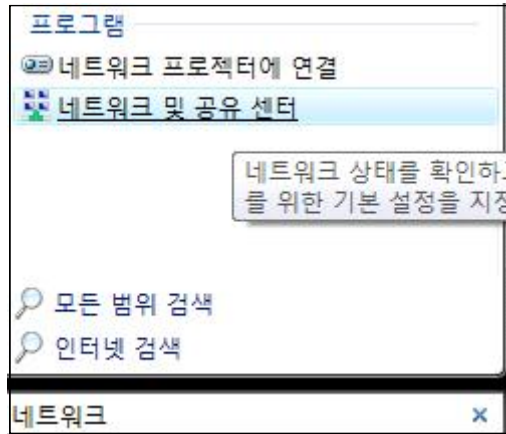 프로그램
네트워크 프로젝터에 연결
네트워크 및 공유 센터
네트워크 상태를 확인하고
를 위한 기본 설정을 지정
모든 범위 검색
인터넷 검색
네트워크